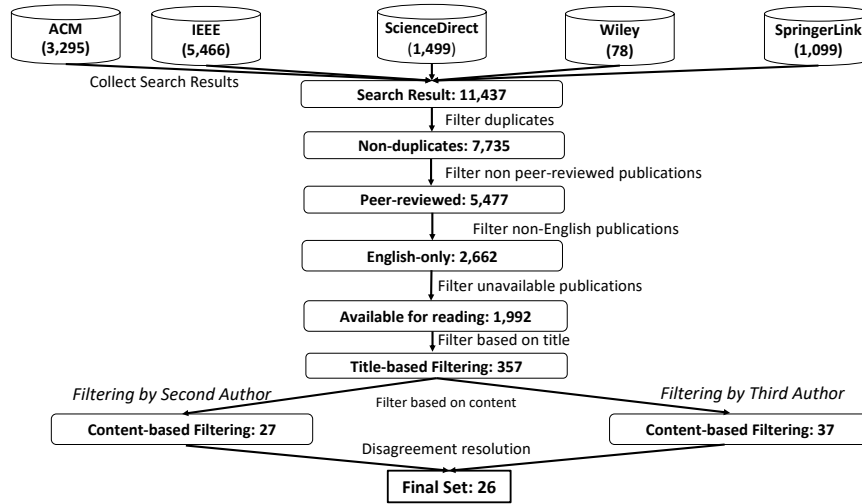 ACM
(3,295)
IEEE
(5,466)
ScienceDirect
(1,499)
Wiley
(78)
SpringerLink
(1,099)
Collect Search Results
Search Result: 11,437
Filter duplicates
Non-duplicates: 7,735
Filter non peer-reviewed publications
Peer-reviewed: 5,477
Filter non-English publications
English-only: 2,662
Filter unavailable publications
Available for reading: 1,992
Filter based on title
Title-based Filtering: 357
Filtering by Second Author
Filter based on content
Filtering by Third Author
Content-based Filtering: 27
Content-based Filtering: 37
Disagreement resolution
Final Set: 26